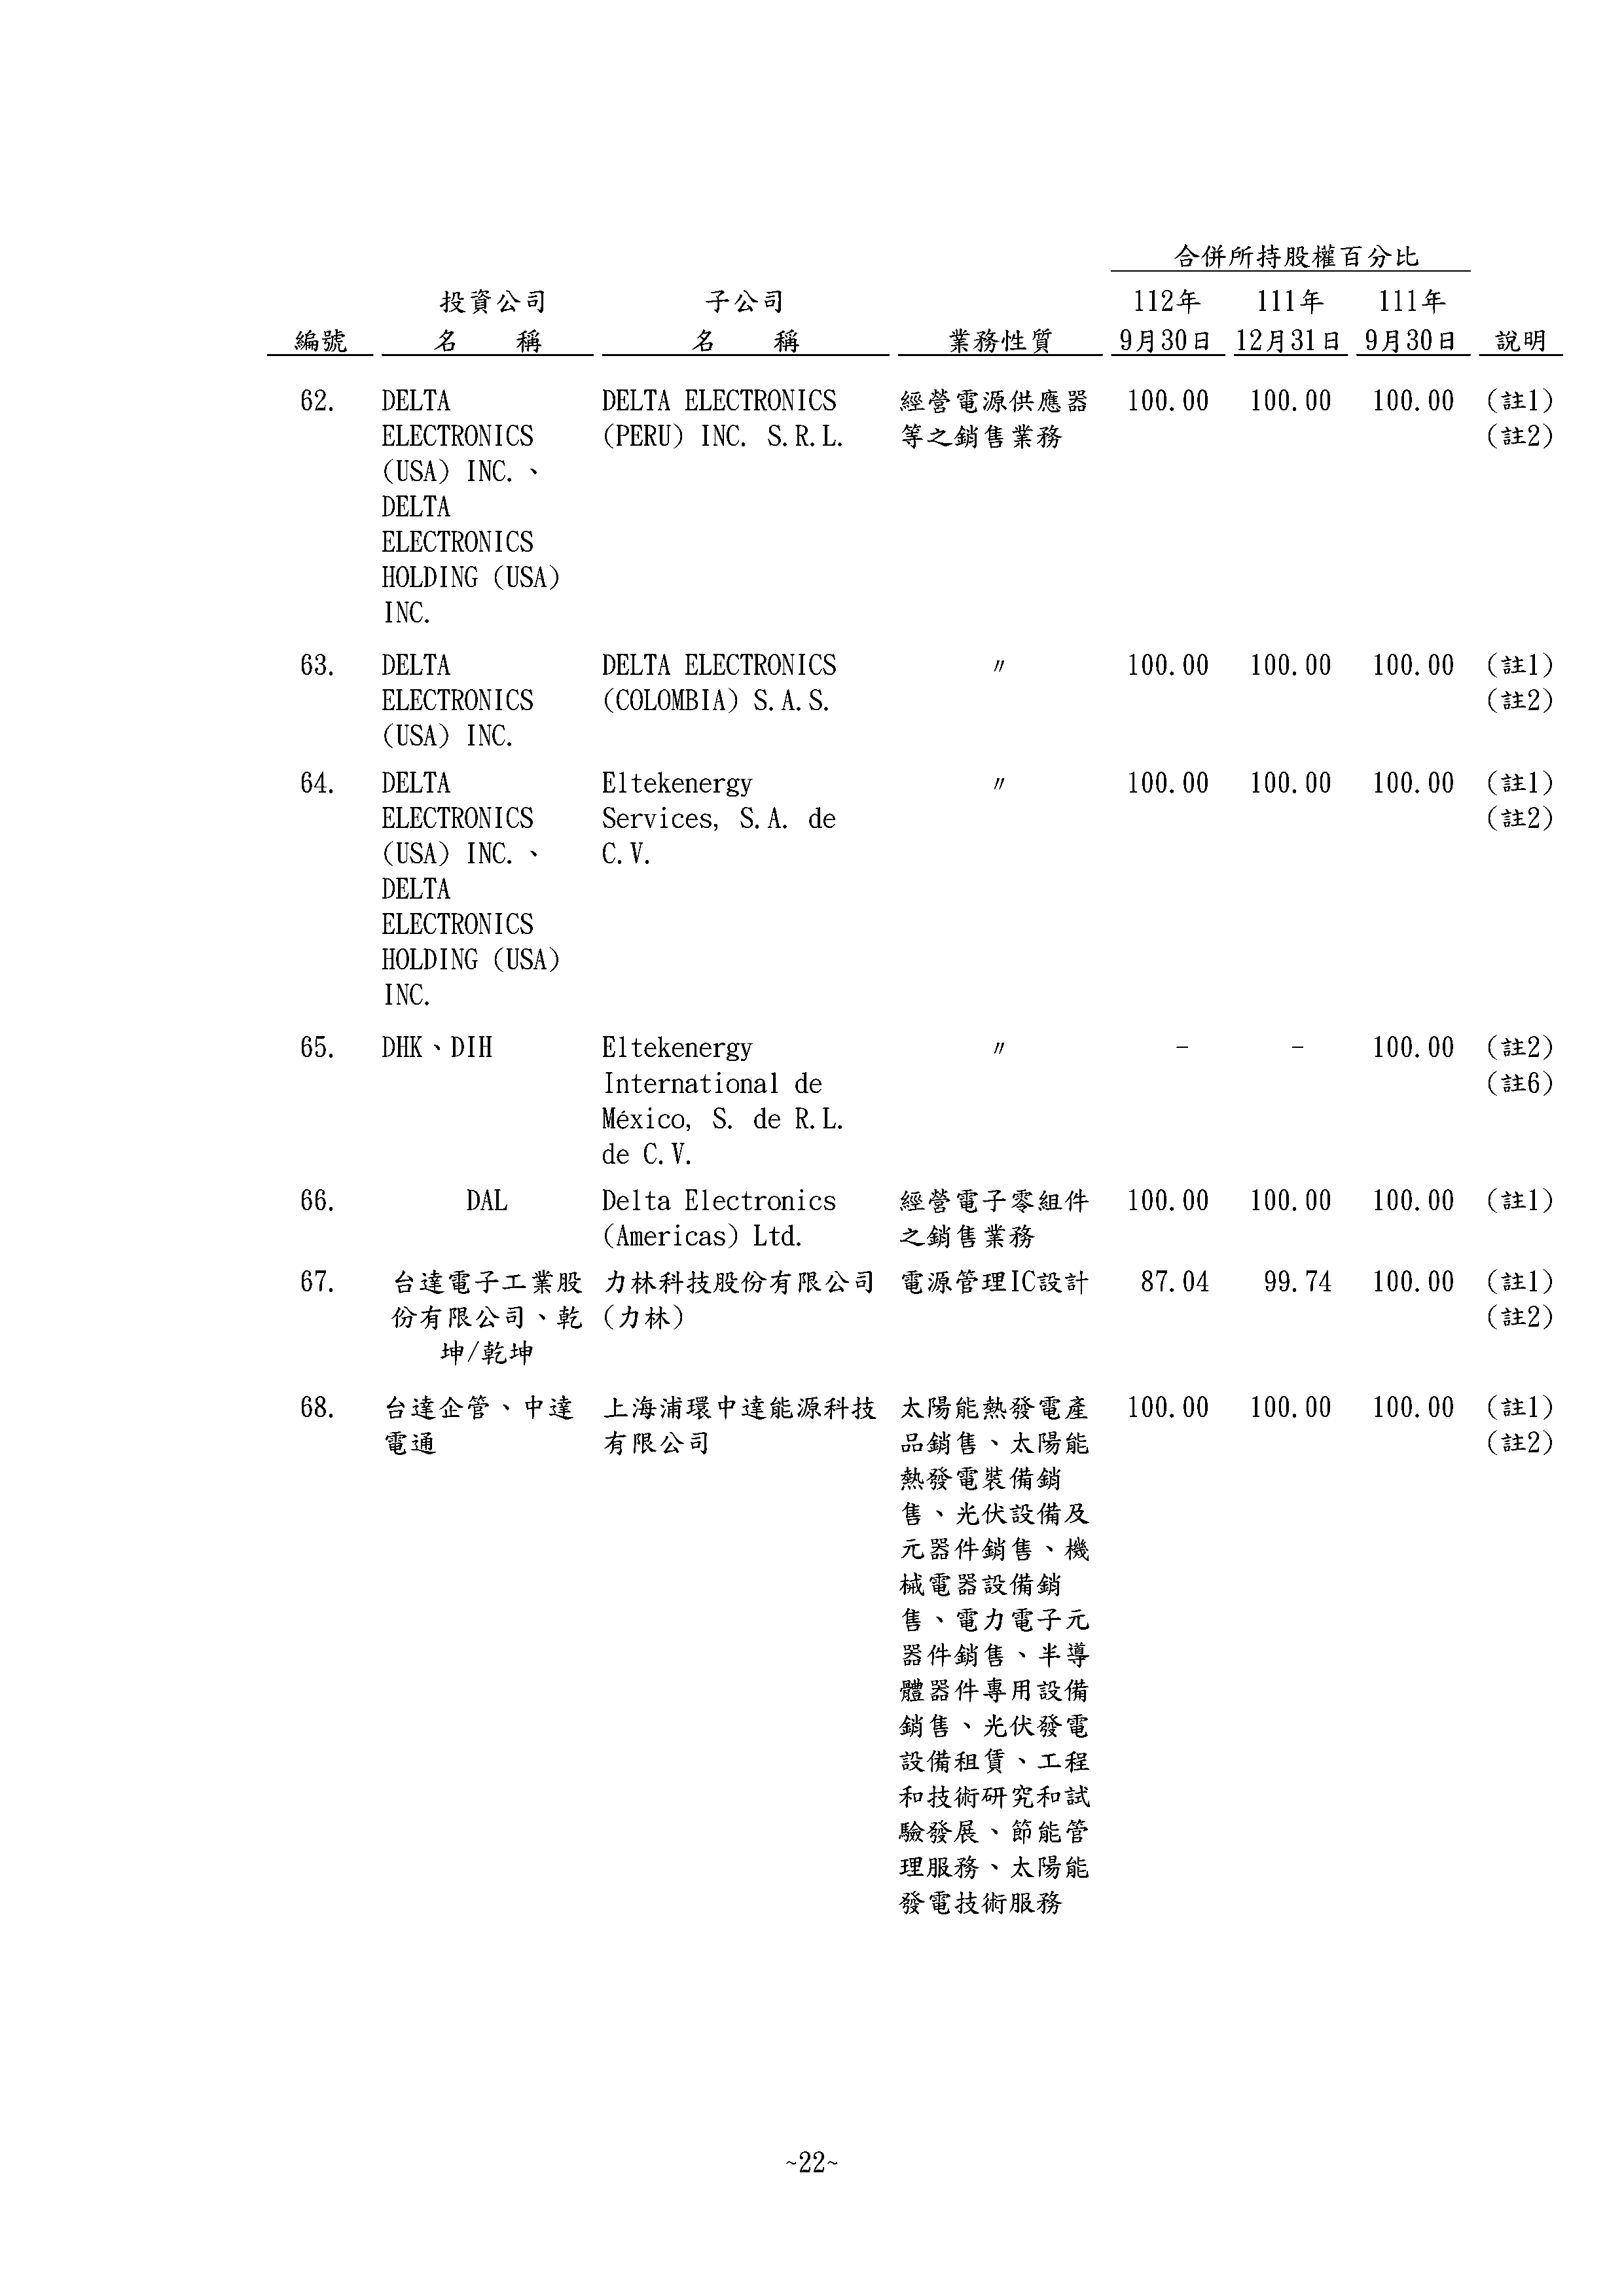 合併所持股權百分比
投資公司 子公司 112年 111年 111年
編號 名 稱 名 稱 業務性質 9月30日 12月31日 9月30日 說明
62. DELTA DELTA ELECTRONICS 經營電源供應器 100.00 100.00 100.00 (註1)
ELECTRONICS (PERU) INC. S.R.L. 等之銷售業務 (註2)
(USA) INC.、
DELTA
ELECTRONICS
HOLDING (USA)
INC.
63. DELTA DELTA ELECTRONICS 〃 100.00 100.00 100.00 (註1)
ELECTRONICS (COLOMBIA) S.A.S. (註2)
(USA) INC.
64. DELTA Eltekenergy 〃 100.00 100.00 100.00 (註1)
ELECTRONICS Services, S.A. de (註2)
(USA) INC.、 C.V.
DELTA
ELECTRONICS
HOLDING (USA)
INC.
65. DHK、DIH Eltekenergy 〃 - - 100.00 (註2)
International de (註6)
México, S. de R.L.
de C.V.
66. DAL Delta Electronics 經營電子零組件 100.00 100.00 100.00 (註1)
(Americas) Ltd. 之銷售業務
67. 台達電子工業股 力林科技股份有限公司 電源管理IC設計 87.04 99.74 100.00 (註1)
份有限公司、乾 (力林) (註2)
坤/乾坤
68. 台達企管、中達 上海浦環中達能源科技 太陽能熱發電產 100.00 100.00 100.00 (註1)
電通 有限公司 品銷售、太陽能 (註2)
熱發電裝備銷
售、光伏設備及
元器件銷售、機
械電器設備銷
售、電力電子元
器件銷售、半導
體器件專用設備
銷售、光伏發電
設備租賃、工程
和技術研究和試
驗發展、節能管
理服務、太陽能
發電技術服務
~22~